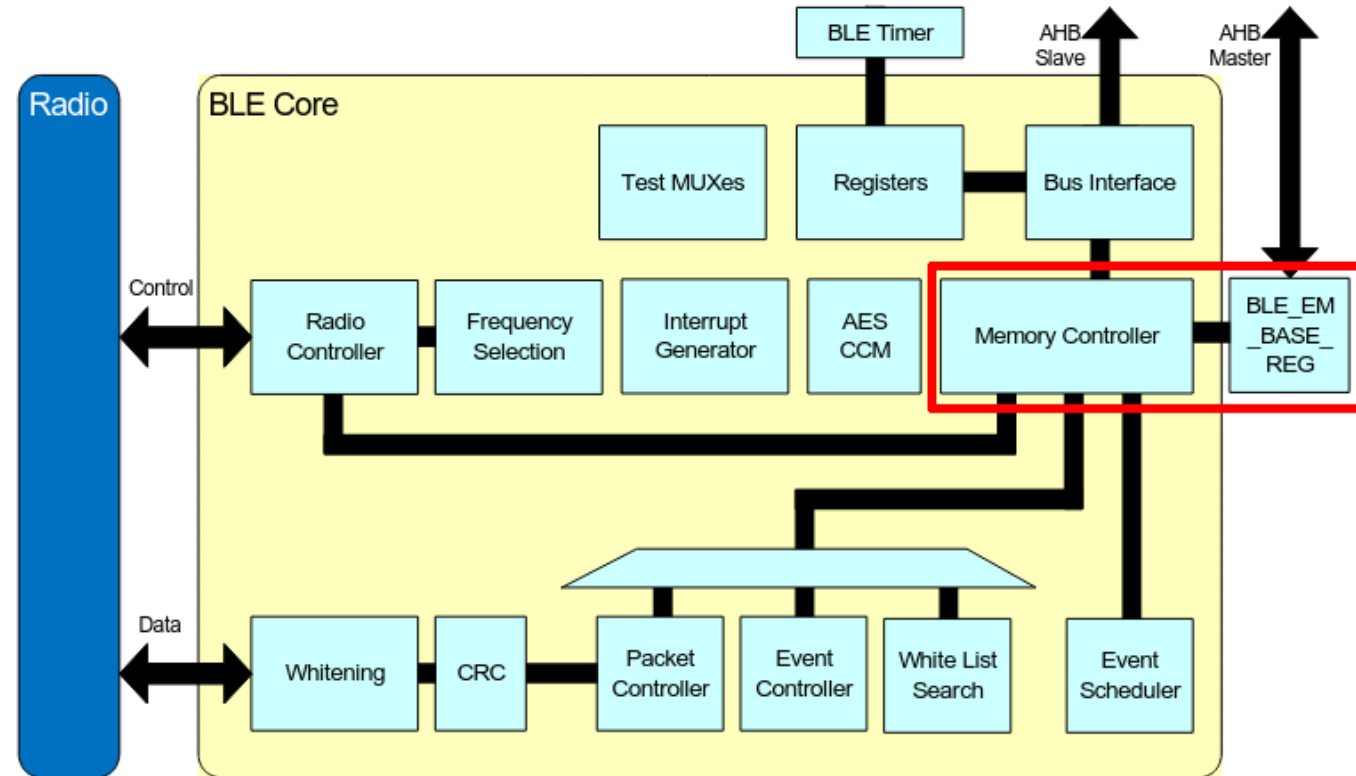 BLE Timer
AHB
Slave
AHB
Master
Radio
BLE Core
Test MUXes
Registers
Bus Interface
Control
Radio
Controller
Frequency
Selection
Interrupt
Generator
AES
CCM
Memory Controller
BLE_EM
_BASE_
REG
Data
Whitening
CRC
Packet
Controller
Event
Controller
White List
Search
Event
Scheduler